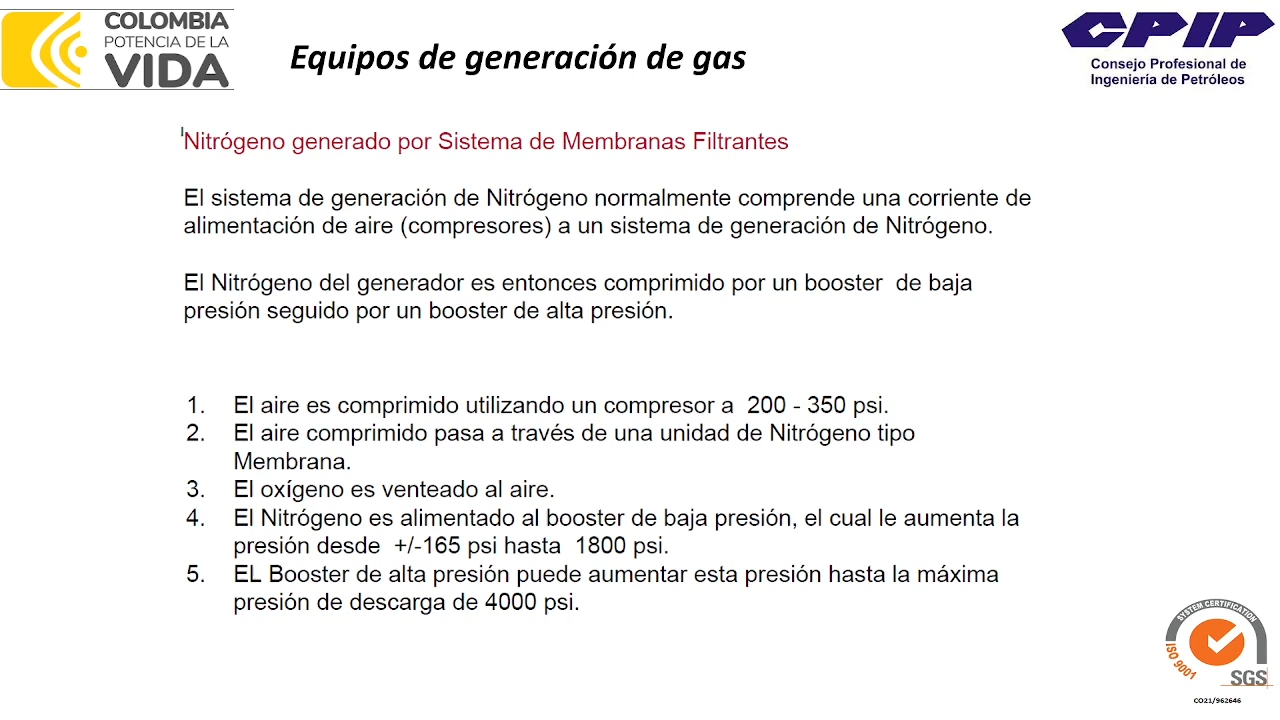 COLOMBIA
POTENCIA DE LA
VIDA
Equipos de generación de gas
CPIP
Consejo Profesional de
Ingeniería de Petróleos
Nitrógeno generado por Sistema de Membranas Filtrantes
El sistema de generación de Nitrógeno normalmente comprende una corriente de
alimentación de aire (compresores) a un sistema de generación de Nitrógeno.
El Nitrógeno del generador es entonces comprimido por un booster de baja
presión seguido por un booster de alta presión.
1. El aire es comprimido utilizando un compresor a 200 - 350 psi.
2. El aire comprimido pasa a través de una unidad de Nitrógeno tipo
Membrana.
3. El oxígeno es venteado al aire.
4. El Nitrógeno es alimentado al booster de baja presión, el cual le aumenta la
presión desde +/-165 psi hasta 1800 psi.
5. EL Booster de alta presión puede aumentar esta presión hasta la máxima
presión de descarga de 4000 psi.
SYSTEM CERTIFICATION
ISO 9001
SGS
CO21/962646